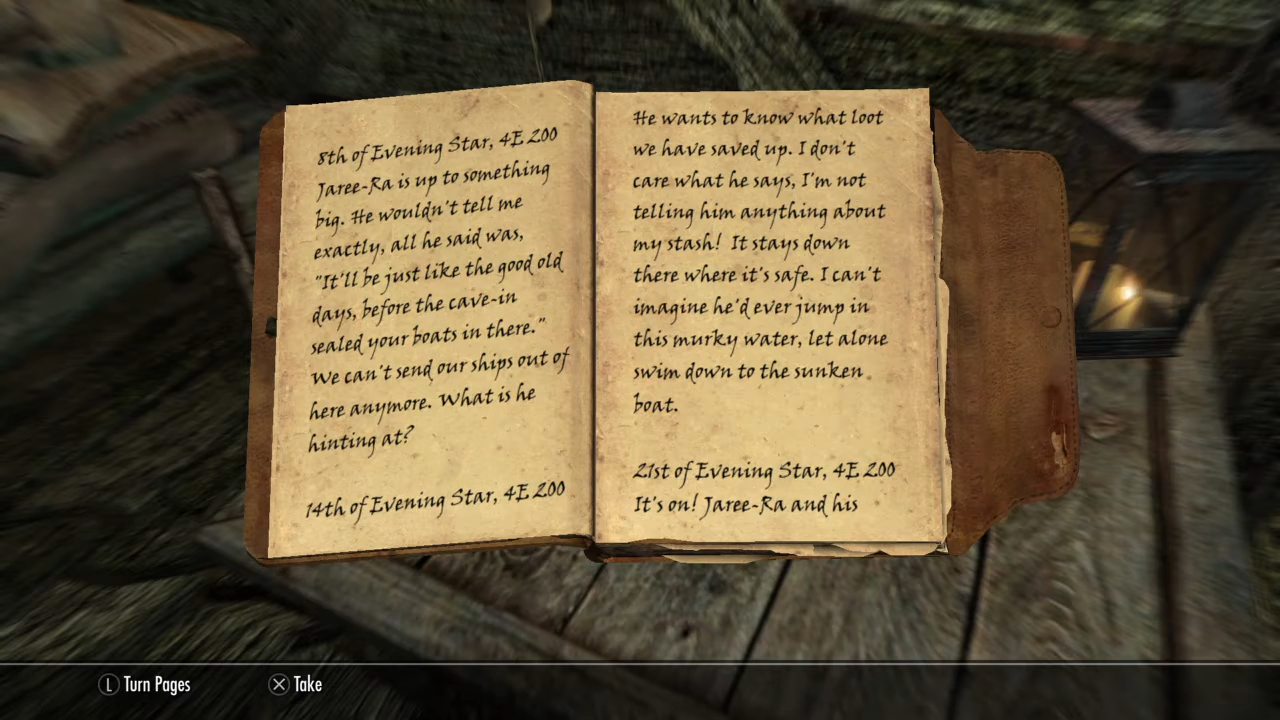 8th of Evening Star, 4E 200
Jaree-Ra is up to something
big. He wouldn't tell me
exactly, all he said was,
"It'll be just like the good old
days, before the cave-in
sealed your boats in there."
We can't send our ships out of
here anymore. What is he
hinting at?
14th of Evening Star, 4E 200
He wants to know what loot
we have saved up. I don't
care what he says, I'm not
telling him anything about
my stash! It stays down
there where it's safe. I can't
imagine he'd ever jump in
this murky water, let alone
swim down to the sunken
boat.
21st of Evening Star, 4E 200
It's on! Jaree-Ra and his
L Turn Pages
X Take